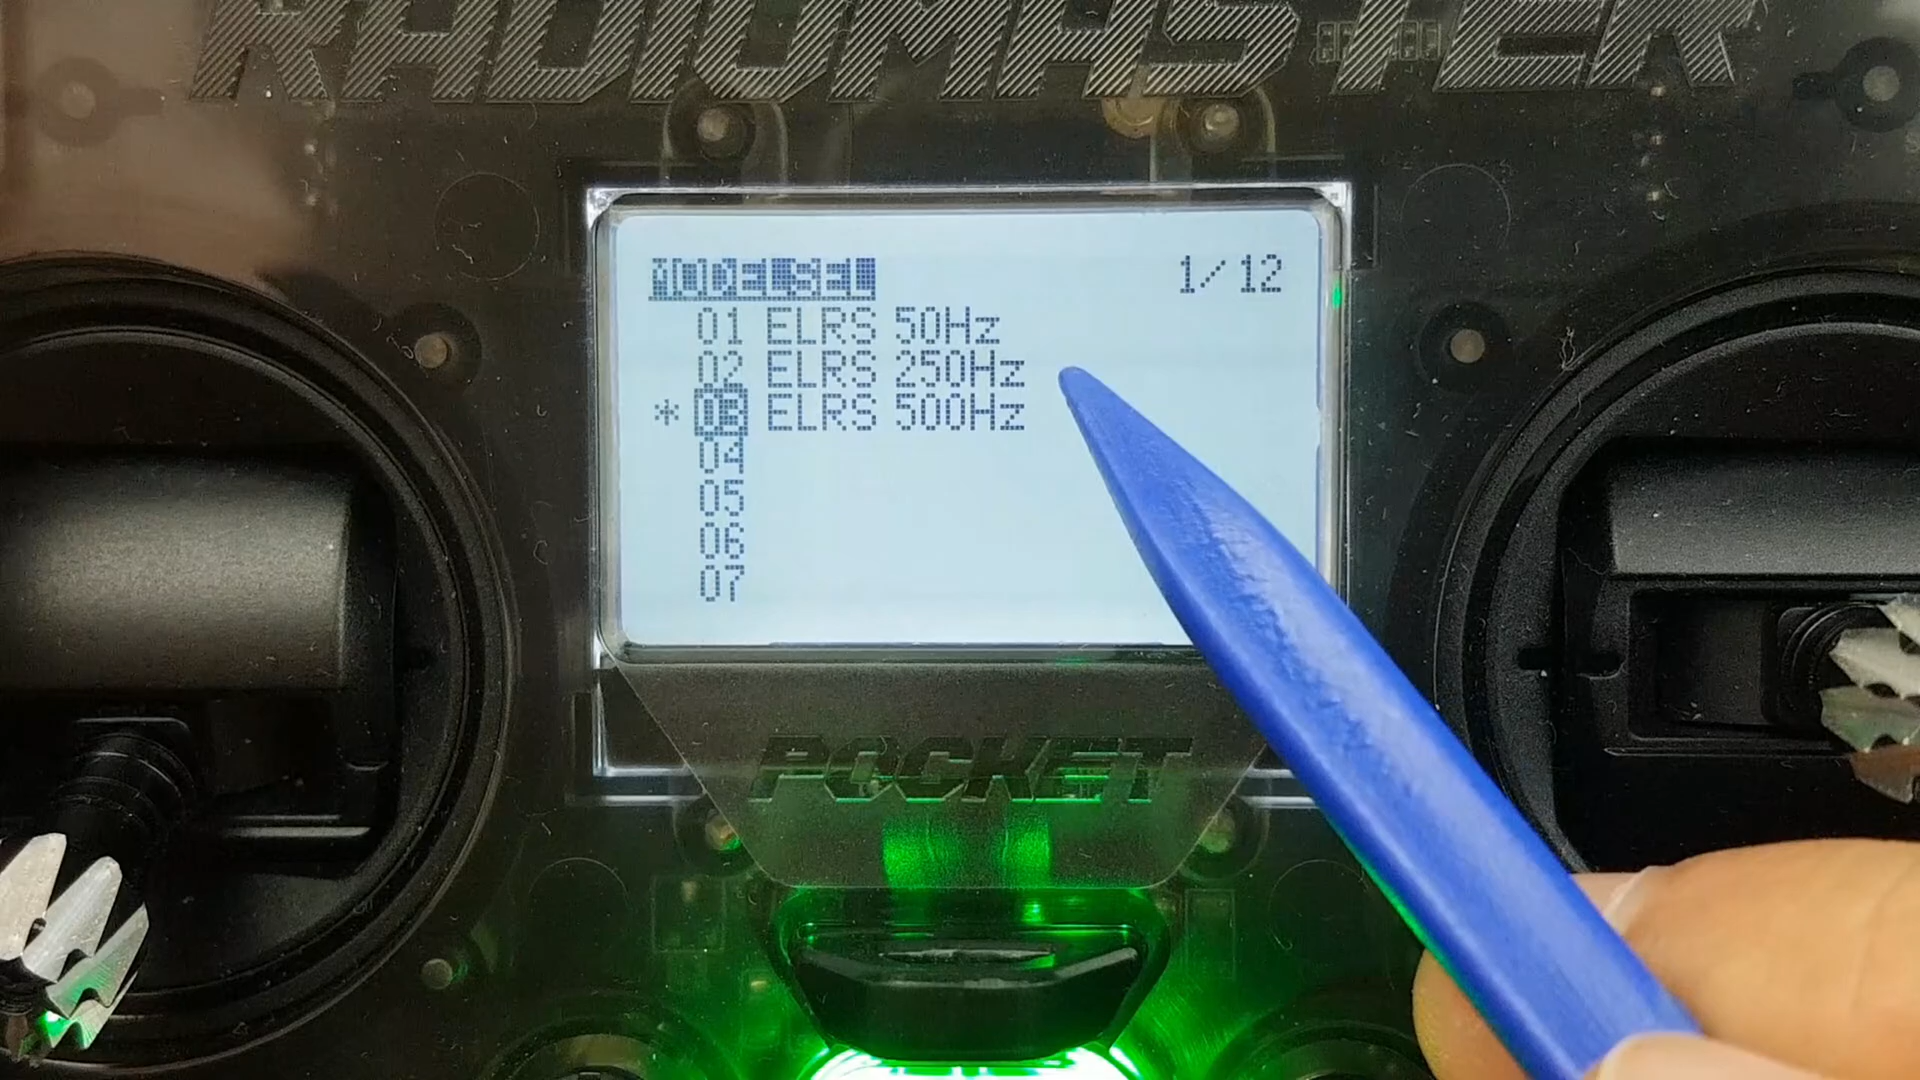 RADIOMASTER
MODELSEL 1/12
01 ELRS 50Hz
02 ELRS 250Hz
* 03 ELRS 500Hz
04
05
06
07
POCKET